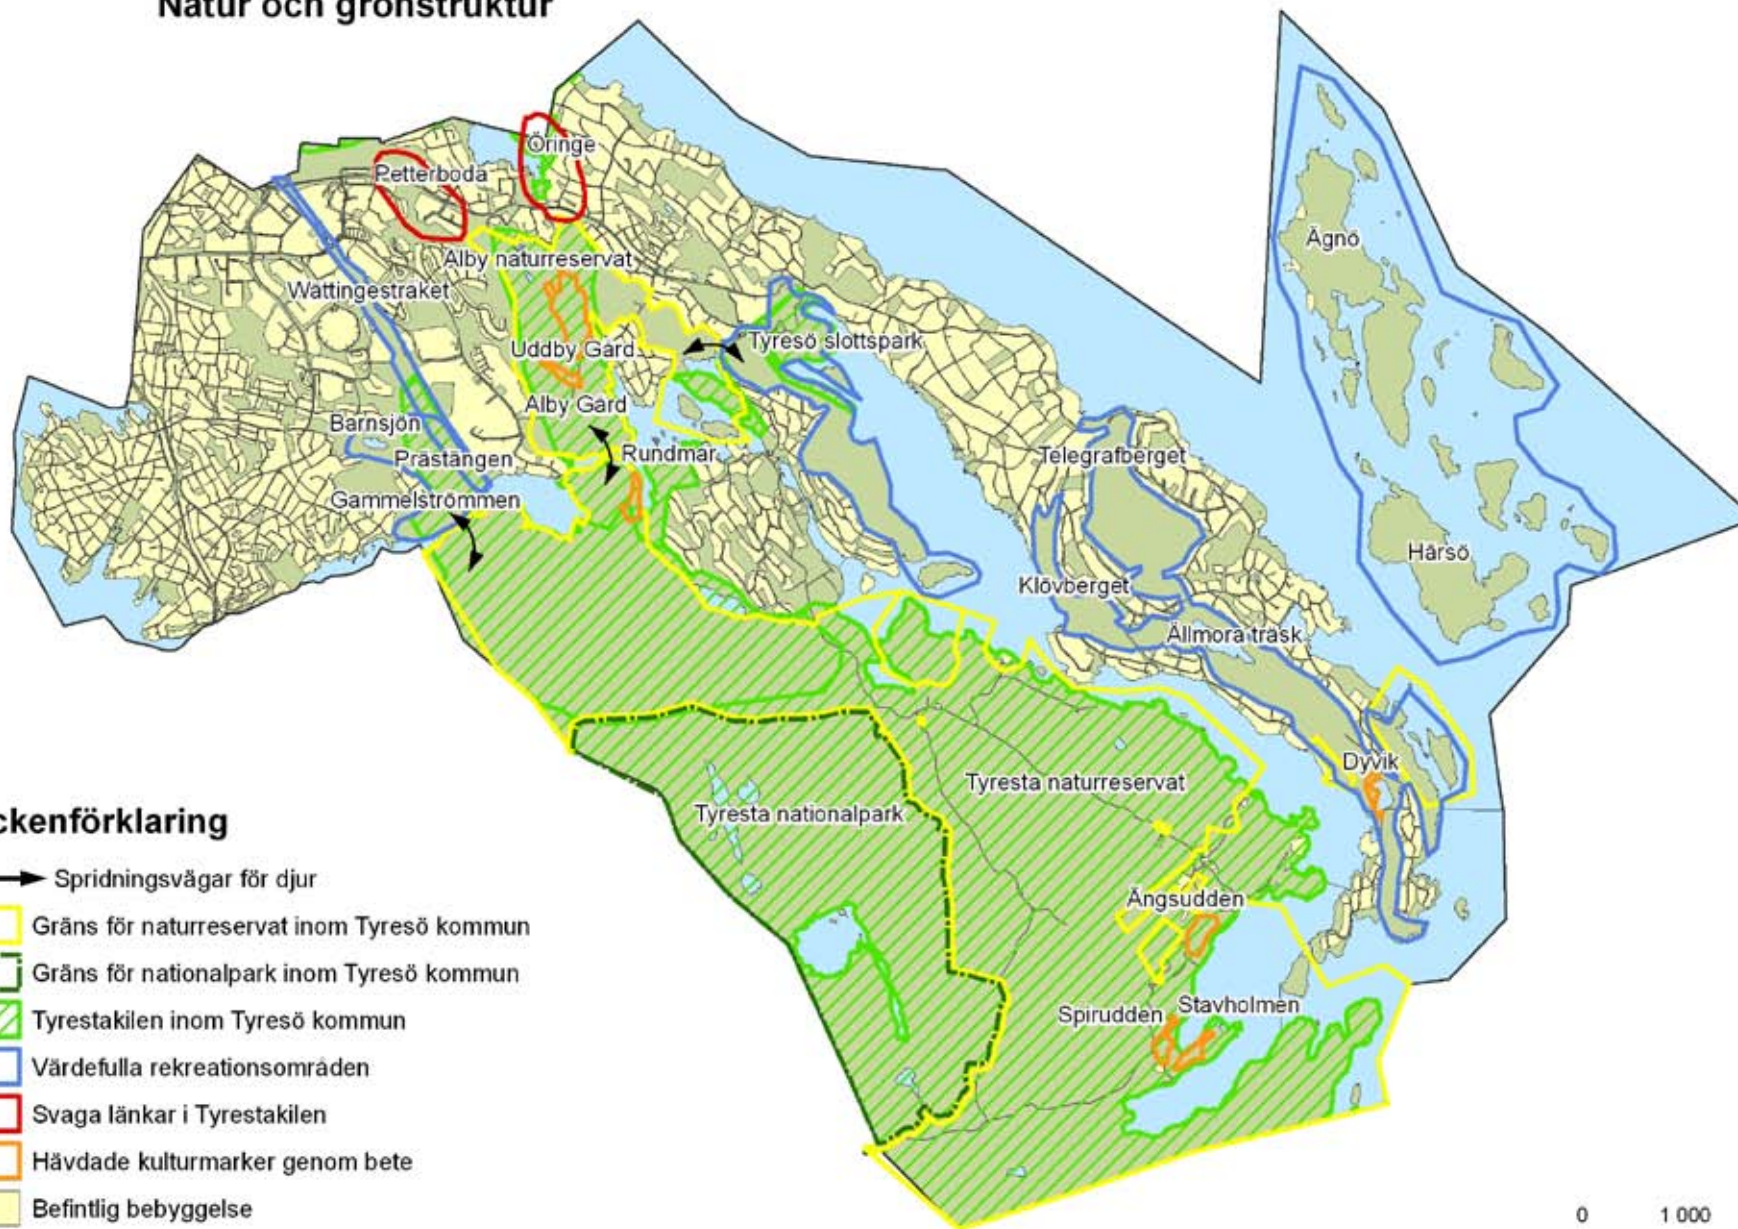 Natur och grönstruktur
Öringe
Petterboda
Ägnö
Alby naturreservat
Wättingestråket
Tyresö slottspark
Uddby Gård
Alby Gård
Barnsjön
Rundmar
Telegrafberget
Prästängen
Gammelströmmen
Hårsö
Klövberget
Ällmora träsk
Dyvik
Tyresta naturreservat
Tyresta nationalpark
ckenförklaring
Spridningsvägar för djur
Ängsudden
Gräns för naturreservat inom Tyresö kommun
Gräns för nationalpark inom Tyresö kommun
Spirudden
Stavholmen
Tyrestakilen inom Tyresö kommun
Värdefulla rekreationsområden
Svaga länkar i Tyrestakilen
Hävdade kulturmarker genom bete
Befintlig bebyggelse
0 1 000